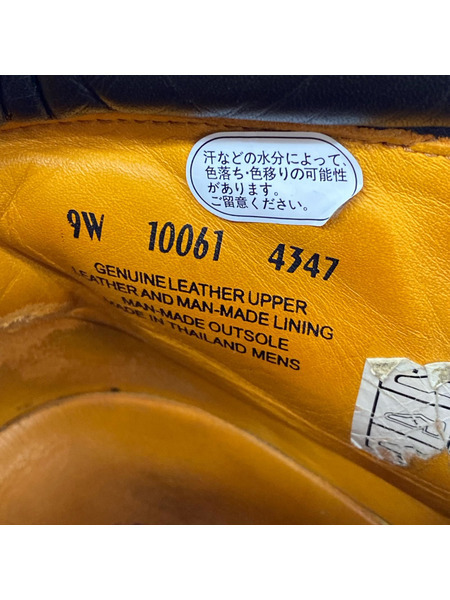 汗などの水分によって、
色落ち・色移りの可能性
があります。
ご留意ください。
9W 10061 4347
GENUINE LEATHER UPPER
LEATHER AND MAN-MADE LINING
MAN-MADE OUTSOLE
MADE IN THAILAND MENS